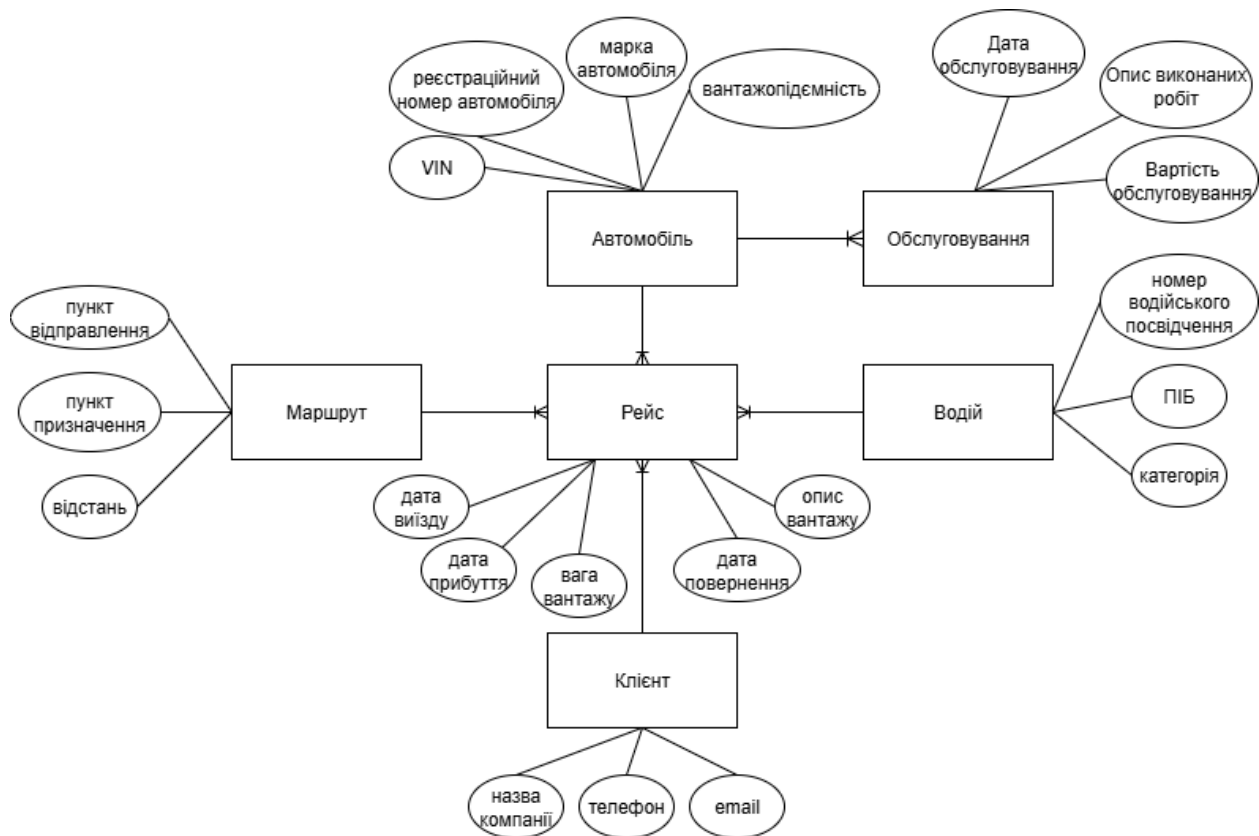 марка
автомобіля
Дата
обслуговування
реєстраційний
номер автомобіля
вантажопідємність
Опис виконаних
робіт
VIN
Вартість
обслуговування
Автомобіль
Обслуговування
номер
водійського
посвідчення
пункт
відправлення
Маршрут
Рейс
Водій
ПІБ
пункт
призначення
категорія
відстань
дата
виїзду
опис
вантажу
дата
прибуття
вага
вантажу
дата
повернення
Клієнт
назва
компанії
телефон
email